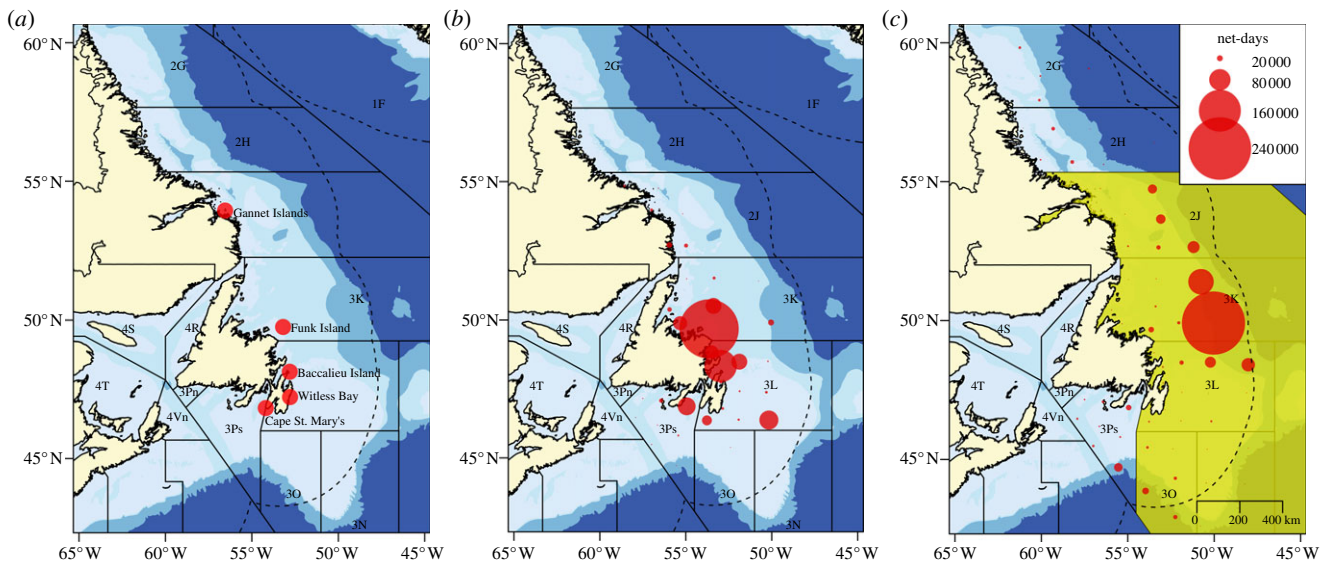 (a)
60° N
55° N
50° N
45° N
65° W
60° W
55° W
50° W
45° W
2G
1F
2H
Gannet Islands
3K
Funk Island
4S
4R
Baccalieu Island
4T
3Pn
Witless Bay
4Vn
3Ps
Cape St. Mary's
3O
3N
(b)
60° N
55° N
50° N
45° N
65° W
60° W
55° W
50° W
45° W
2G
1F
2H
2J
3K
4S
4R
4T
3Pn
3L
4Vn
3Ps
3O
3N
(c)
60° N
55° N
50° N
45° N
65° W
60° W
55° W
50° W
45° W
net-days
20 000
80 000
160 000
240 000
2G
2H
2J
3K
4S
4R
4T
3Pn
3L
4Vn
3Ps
3O
0
200
400 km